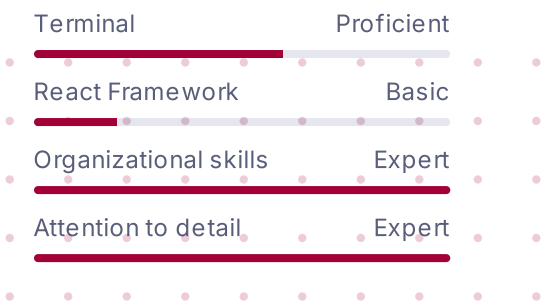 Terminal Proficient
React Framework Basic
Organizational skills Expert
Attention to detail Expert